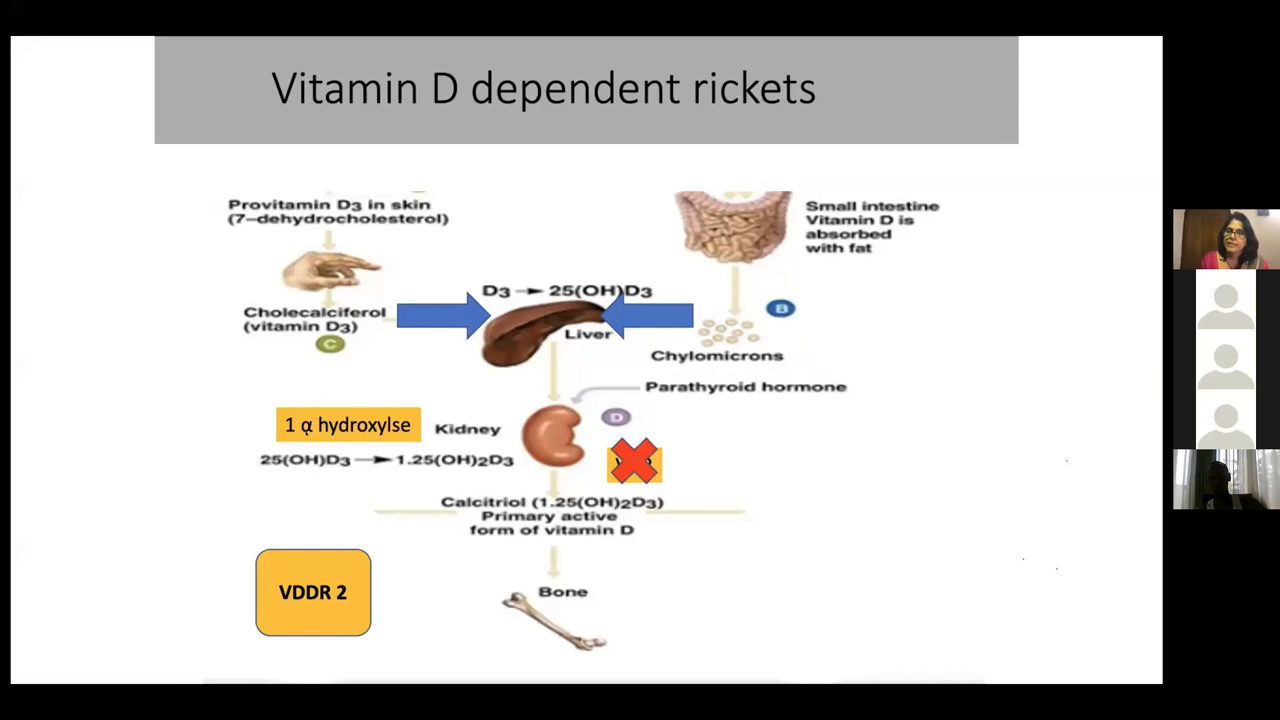 Vitamin D dependent rickets
Provitamin D3 in skin
(7–dehydrocholesterol)
Small intestine
Vitamin D is
absorbed
with fat
D3 → 25(OH)D3
Cholecalciferol
(vitamin D3)
C
B
Liver
Chylomicrons
Parathyroid hormone
D
1 α hydroxylse
Kidney
25(OH)D3 → 1.25(OH)2D3
Calcitriol (1.25(OH)2D3)
Primary active
form of vitamin D
VDDR 2
Bone